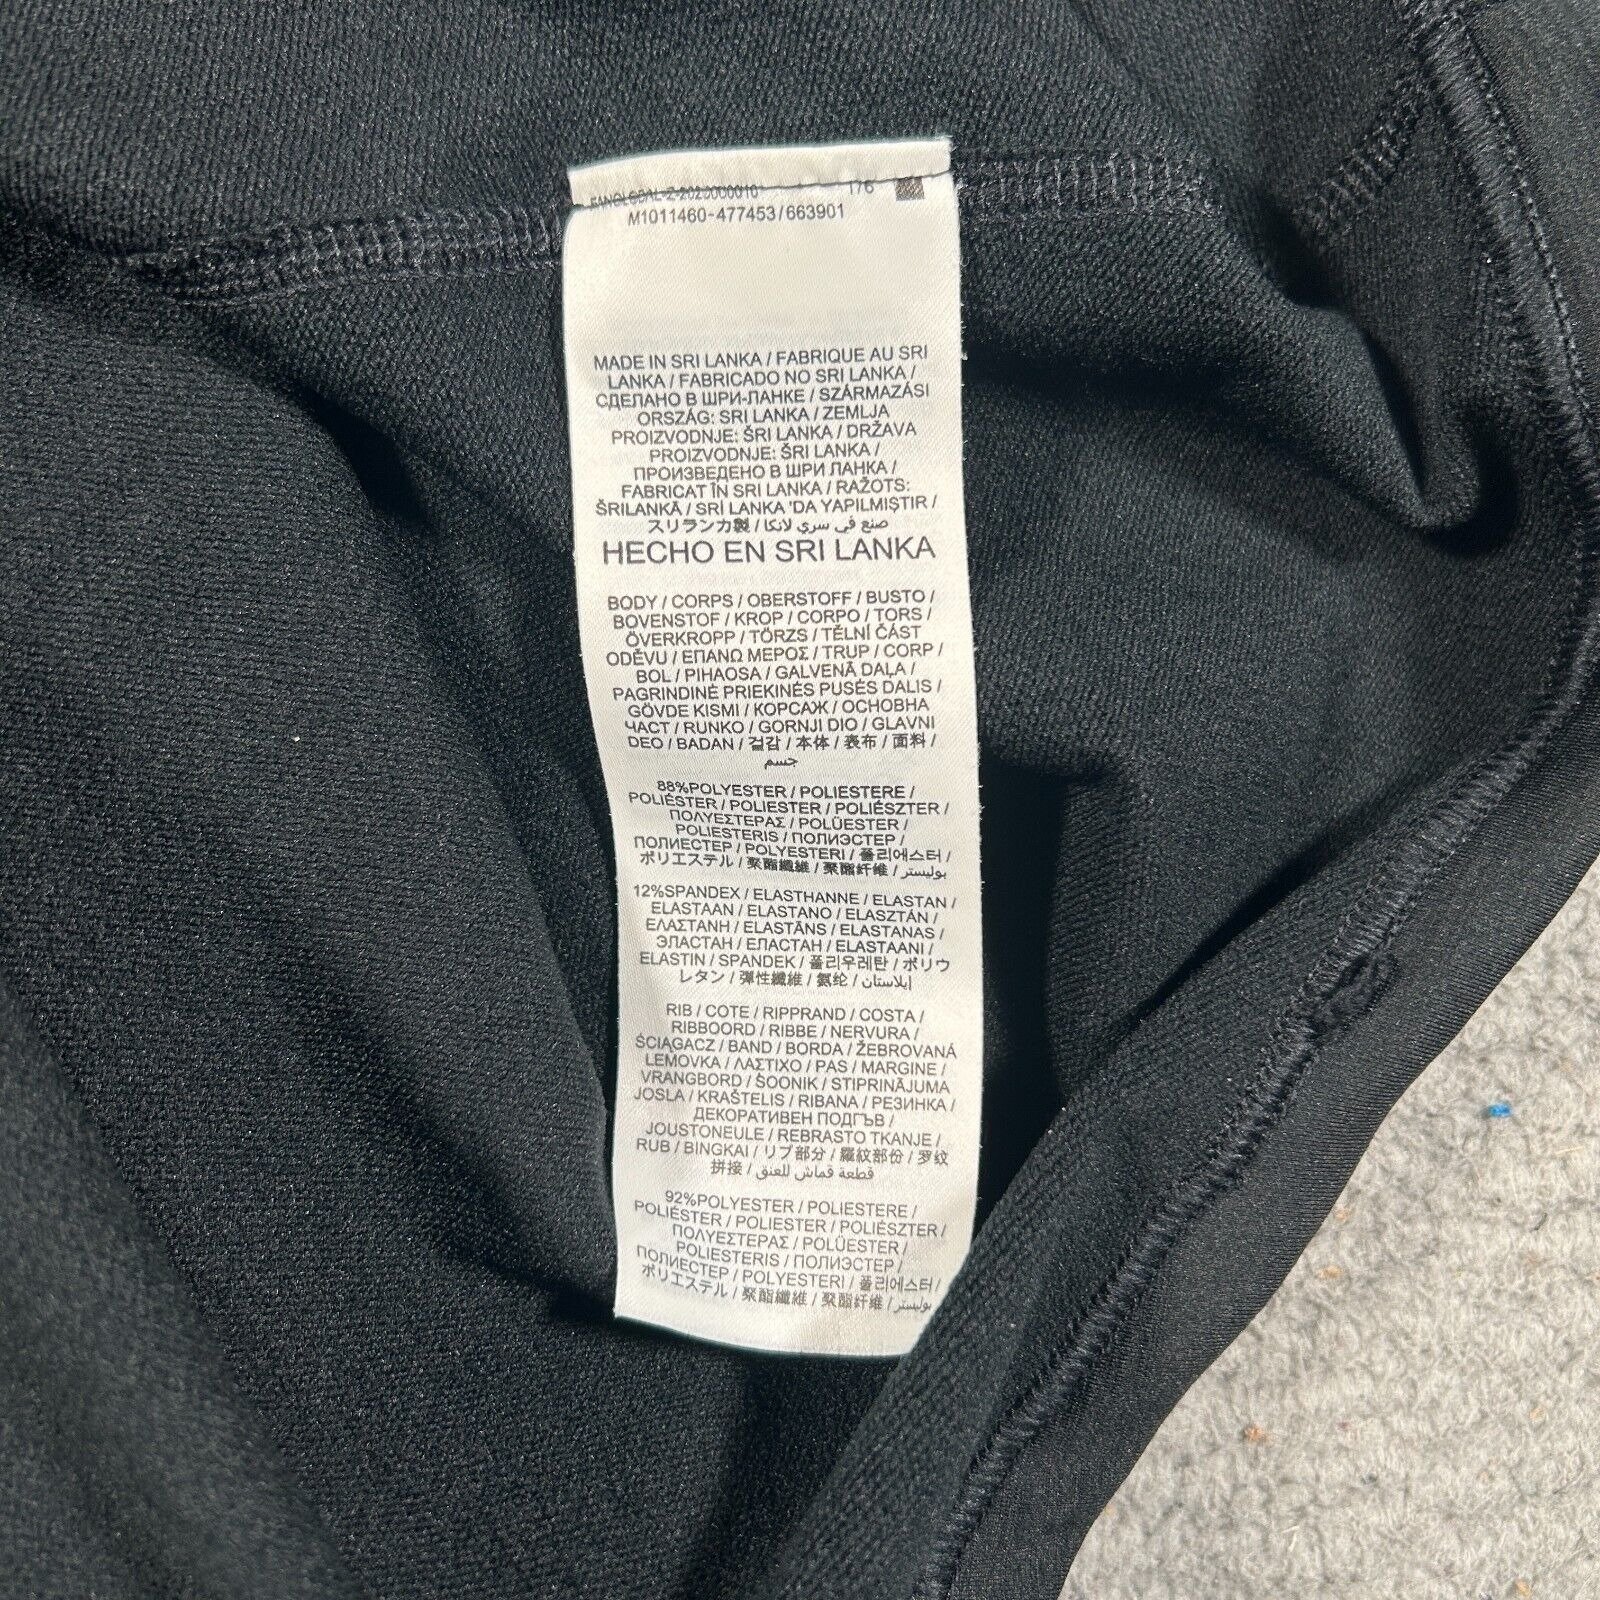 M1011460-477453/663901
MADE IN SRI LANKA / FABRIQUE AU SRI
LANKA / FABRICADO NO SRI LANKA /
СДЕЛАНО В ШРИ-ЛАНКЕ / SZÁRMAZÁSI
ORSZÁG: SRI LANKA / ZEMLJA
PROIZVODNJE: ŠRI LANKA / DRŽAVA
PROIZVODNJE: ŠRI LANKA /
ПРОИЗВЕДЕНО В ШРИ ЛАНКА /
FABRICAT ÎN SRI LANKA / RAŽOTS:
ŠRILANKĀ / SRİ LANKA 'DA YAPILMIŞTIR /
スリランカ製 / صنع في سري لانكا
HECHO EN SRI LANKA
BODY / CORPS / OBERSTOFF / BUSTO /
BOVENSTOF / KROP / CORPO / TORS /
ÖVERKROPP / TÖRZS / TĚLNÍ ČÁST
ODĚVU / ΕΠΑΝΩ ΜΕΡΟΣ / TRUP / CORP /
BOL / PIHAOSA / GALVENĀ DAĻA /
PAGRINDINĖ PRIEKINĖS PUSĖS DALIS /
GÖVDE KISMI / КОРСАЖ / ОСНОВНА
ЧАСТ / RUNKO / GORNJI DIO / GLAVNI
DEO / BADAN / 겉감 / 本体 / 表布 / 面料 /
جسم
88%POLYESTER / POLIESTERE /
POLIÉSTER / POLIESTER / POLIÉSZTER /
ΠΟΛΥΕΣΤΕΡΑΣ / POLÜESTER /
POLIESTERIS / ПОЛИЭСТЕР /
ПОЛИЕСТЕР / POLYESTERI / 폴리에스터 /
ポリエステル / 聚酯纖維 / 聚酯纤维 / بوليستر
12%SPANDEX / ELASTHANNE / ELASTAN /
ELASTAAN / ELASTANO / ELASZTÁN /
ΕΛΑΣΤΑΝΗ / ELASTĀNS / ELASTANAS /
ЭЛАСТАН / ЕЛАСТАН / ELASTAANI /
ELASTIN / SPANDEK / 폴리우레탄 / ポリウ
レタン / 彈性纖維 / 氨纶 / إيلاستان
RIB / COTE / RIPPRAND / COSTA /
RIBBOORD / RIBBE / NERVURA /
ŚCIĄGACZ / BAND / BORDA / ŽEBROVANÁ
LEMOVKA / ΛΑΣΤΙΧΟ / PAS / MARGINE /
VRANGBORD / ŠOONIK / STIPRINĀJUMA
JOSLA / KRAŠTELIS / RIBANA / РЕЗИНКА /
ДЕКОРАТИВЕН ПОДГЪВ /
JOUSTONEULE / REBRASTO TKANJE /
RUB / BINGKAI / リブ部分 / 羅紋部份 / 罗纹
拼接 / قطعة قماش للعنق
92%POLYESTER / POLIESTERE /
POLIÉSTER / POLIESTER / POLIÉSZTER /
ΠΟΛΥΕΣΤΕΡΑΣ / POLÜESTER /
POLIESTERIS / ПОЛИЭСТЕР /
ПОЛИЕСТЕР / POLYESTERI / 폴리에스터 /
ポリエステル / 聚酯纖維 / 聚酯纤维 / بوليستر